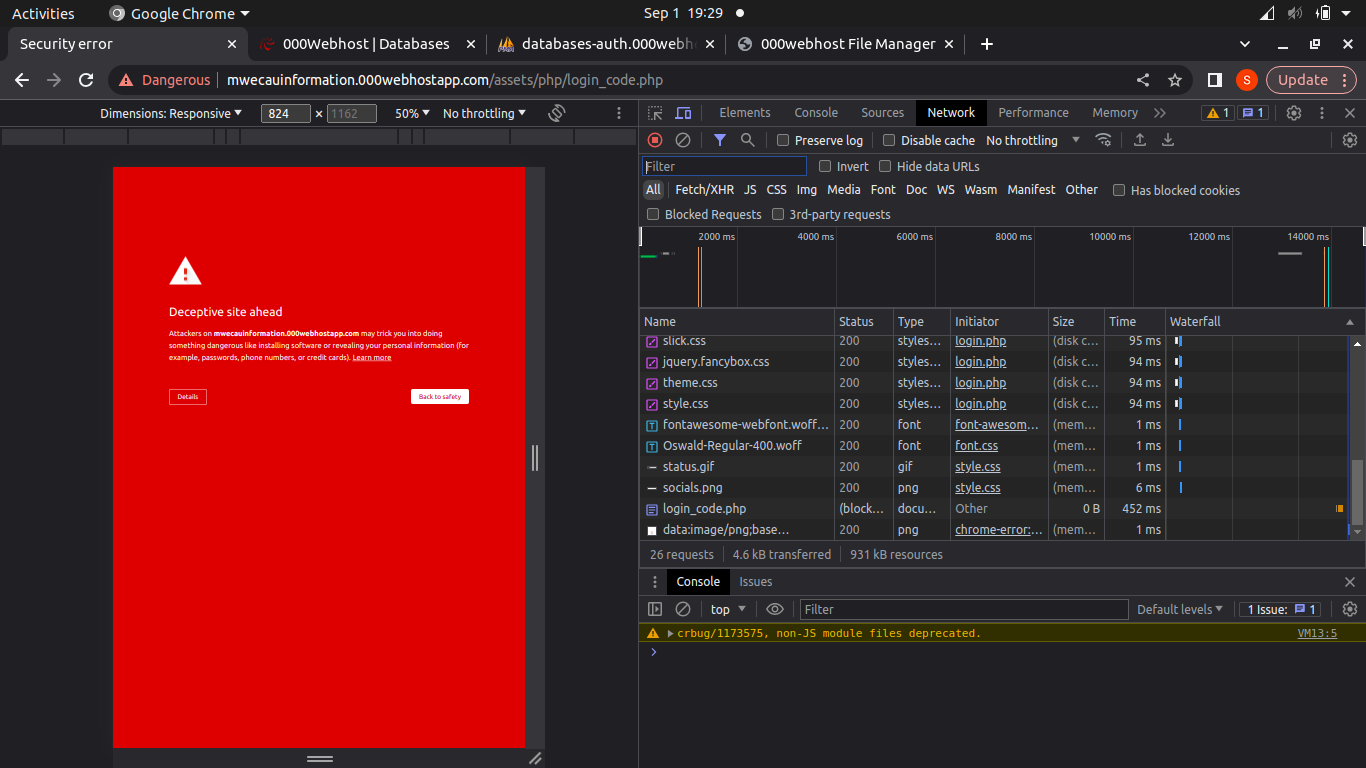 Activities Google Chrome Sep 1 19:29
Security error 000Webhost | Databases databases-auth.000webh 000webhost File Manager
Dangerous mwecauinformation.000webhostapp.com/assets/php/login_code.php S Update
Dimensions: Responsive 824 × 1162 50% No throttling
Elements Console Sources Network Performance Memory 1 1
Preserve log Disable cache No throttling
Filter Invert Hide data URLs
All Fetch/XHR JS CSS Img Media Font Doc WS Wasm Manifest Other Has blocked cookies
Blocked Requests 3rd-party requests
2000 ms 4000 ms 6000 ms 8000 ms 10000 ms 12000 ms 14000 ms
Deceptive site ahead
Attackers on mwecauinformation.000webhostapp.com may trick you into doing
something dangerous like installing software or revealing your personal information (for
example, passwords, phone numbers, or credit cards). Learn more
Details Back to safety
Name Status Type Initiator Size Time Waterfall
slick.css 200 styles… login.php (disk c… 95 ms
jquery.fancybox.css 200 styles… login.php (disk c… 94 ms
theme.css 200 styles… login.php (disk c… 94 ms
style.css 200 styles… login.php (disk c… 94 ms
fontawesome-webfont.woff… 200 font font-awesom… (mem… 1 ms
Oswald-Regular-400.woff 200 font font.css (mem… 1 ms
status.gif 200 gif style.css (mem… 1 ms
socials.png 200 png style.css (mem… 6 ms
login_code.php (block… docu… Other 0 B 452 ms
data:image/png;base… 200 png chrome-error:… (mem… 1 ms
26 requests 4.6 kB transferred 931 kB resources
Console Issues
top Filter Default levels 1 Issue: 1
crbug/1173575, non-JS module files deprecated. VM13:5